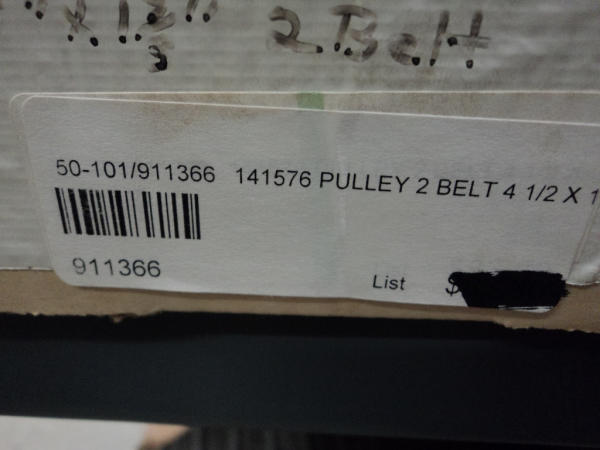 2 Belt
50-101/911366 141576 PULLEY 2 BELT 4 1/2 X 1
911366
List $